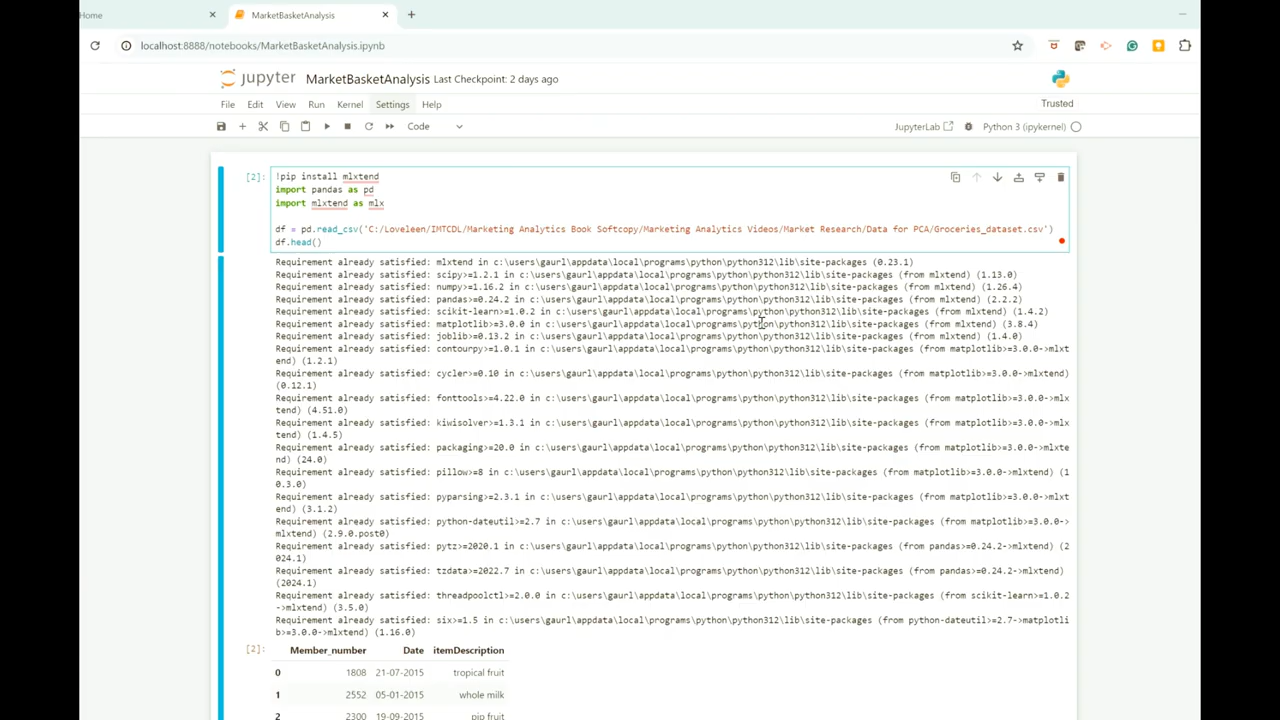 Home
MarketBasketAnalysis
localhost:8888/notebooks/MarketBasketAnalysis.ipynb
jupyter MarketBasketAnalysis Last Checkpoint: 2 days ago
File Edit View Run Kernel Settings Help
Trusted
Code
JupyterLab Python 3 (ipykernel)
[2]: !pip install mlxtend
import pandas as pd
import mlxtend as mlx
df = pd.read_csv('C:/Loveleen/IMTCDL/Marketing Analytics Book Softcopy/Marketing Analytics Videos/Market Research/Data for PCA/Groceries_dataset.csv')
df.head()
Requirement already satisfied: mlxtend in c:\users\gaurl\appdata\local\programs\python\python312\lib\site-packages (0.23.1)
Requirement already satisfied: scipy>=1.2.1 in c:\users\gaurl\appdata\local\programs\python\python312\lib\site-packages (from mlxtend) (1.13.0)
Requirement already satisfied: numpy>=1.16.2 in c:\users\gaurl\appdata\local\programs\python\python312\lib\site-packages (from mlxtend) (1.26.4)
Requirement already satisfied: pandas>=0.24.2 in c:\users\gaurl\appdata\local\programs\python\python312\lib\site-packages (from mlxtend) (2.2.2)
Requirement already satisfied: scikit-learn>=1.0.2 in c:\users\gaurl\appdata\local\programs\python\python312\lib\site-packages (from mlxtend) (1.4.2)
Requirement already satisfied: matplotlib>=3.0.0 in c:\users\gaurl\appdata\local\programs\python\python312\lib\site-packages (from mlxtend) (3.8.4)
Requirement already satisfied: joblib>=0.13.2 in c:\users\gaurl\appdata\local\programs\python\python312\lib\site-packages (from mlxtend) (1.4.0)
Requirement already satisfied: contourpy>=1.0.1 in c:\users\gaurl\appdata\local\programs\python\python312\lib\site-packages (from matplotlib>=3.0.0->mlxt
end) (1.2.1)
Requirement already satisfied: cycler>=0.10 in c:\users\gaurl\appdata\local\programs\python\python312\lib\site-packages (from matplotlib>=3.0.0->mlxtend)
(0.12.1)
Requirement already satisfied: fonttools>=4.22.0 in c:\users\gaurl\appdata\local\programs\python\python312\lib\site-packages (from matplotlib>=3.0.0->mlx
tend) (4.51.0)
Requirement already satisfied: kiwisolver>=1.3.1 in c:\users\gaurl\appdata\local\programs\python\python312\lib\site-packages (from matplotlib>=3.0.0->mlx
tend) (1.4.5)
Requirement already satisfied: packaging>=20.0 in c:\users\gaurl\appdata\local\programs\python\python312\lib\site-packages (from matplotlib>=3.0.0->mlxte
nd) (24.0)
Requirement already satisfied: pillow>=8 in c:\users\gaurl\appdata\local\programs\python\python312\lib\site-packages (from matplotlib>=3.0.0->mlxtend) (1
0.3.0)
Requirement already satisfied: pyparsing>=2.3.1 in c:\users\gaurl\appdata\local\programs\python\python312\lib\site-packages (from matplotlib>=3.0.0->mlxt
end) (3.1.2)
Requirement already satisfied: python-dateutil>=2.7 in c:\users\gaurl\appdata\local\programs\python\python312\lib\site-packages (from matplotlib>=3.0.0->
mlxtend) (2.9.0.post0)
Requirement already satisfied: pytz>=2020.1 in c:\users\gaurl\appdata\local\programs\python\python312\lib\site-packages (from pandas>=0.24.2->mlxtend) (2
024.1)
Requirement already satisfied: tzdata>=2022.7 in c:\users\gaurl\appdata\local\programs\python\python312\lib\site-packages (from pandas>=0.24.2->mlxtend)
(2024.1)
Requirement already satisfied: threadpoolctl>=2.0.0 in c:\users\gaurl\appdata\local\programs\python\python312\lib\site-packages (from scikit-learn>=1.0.2
->mlxtend) (3.5.0)
Requirement already satisfied: six>=1.5 in c:\users\gaurl\appdata\local\programs\python\python312\lib\site-packages (from python-dateutil>=2.7->matplotli
b>=3.0.0->mlxtend) (1.16.0)
[2]: Member_number Date itemDescription
0 1808 21-07-2015 tropical fruit
1 2552 05-01-2015 whole milk
2 2300 19-09-2015 pip fruit